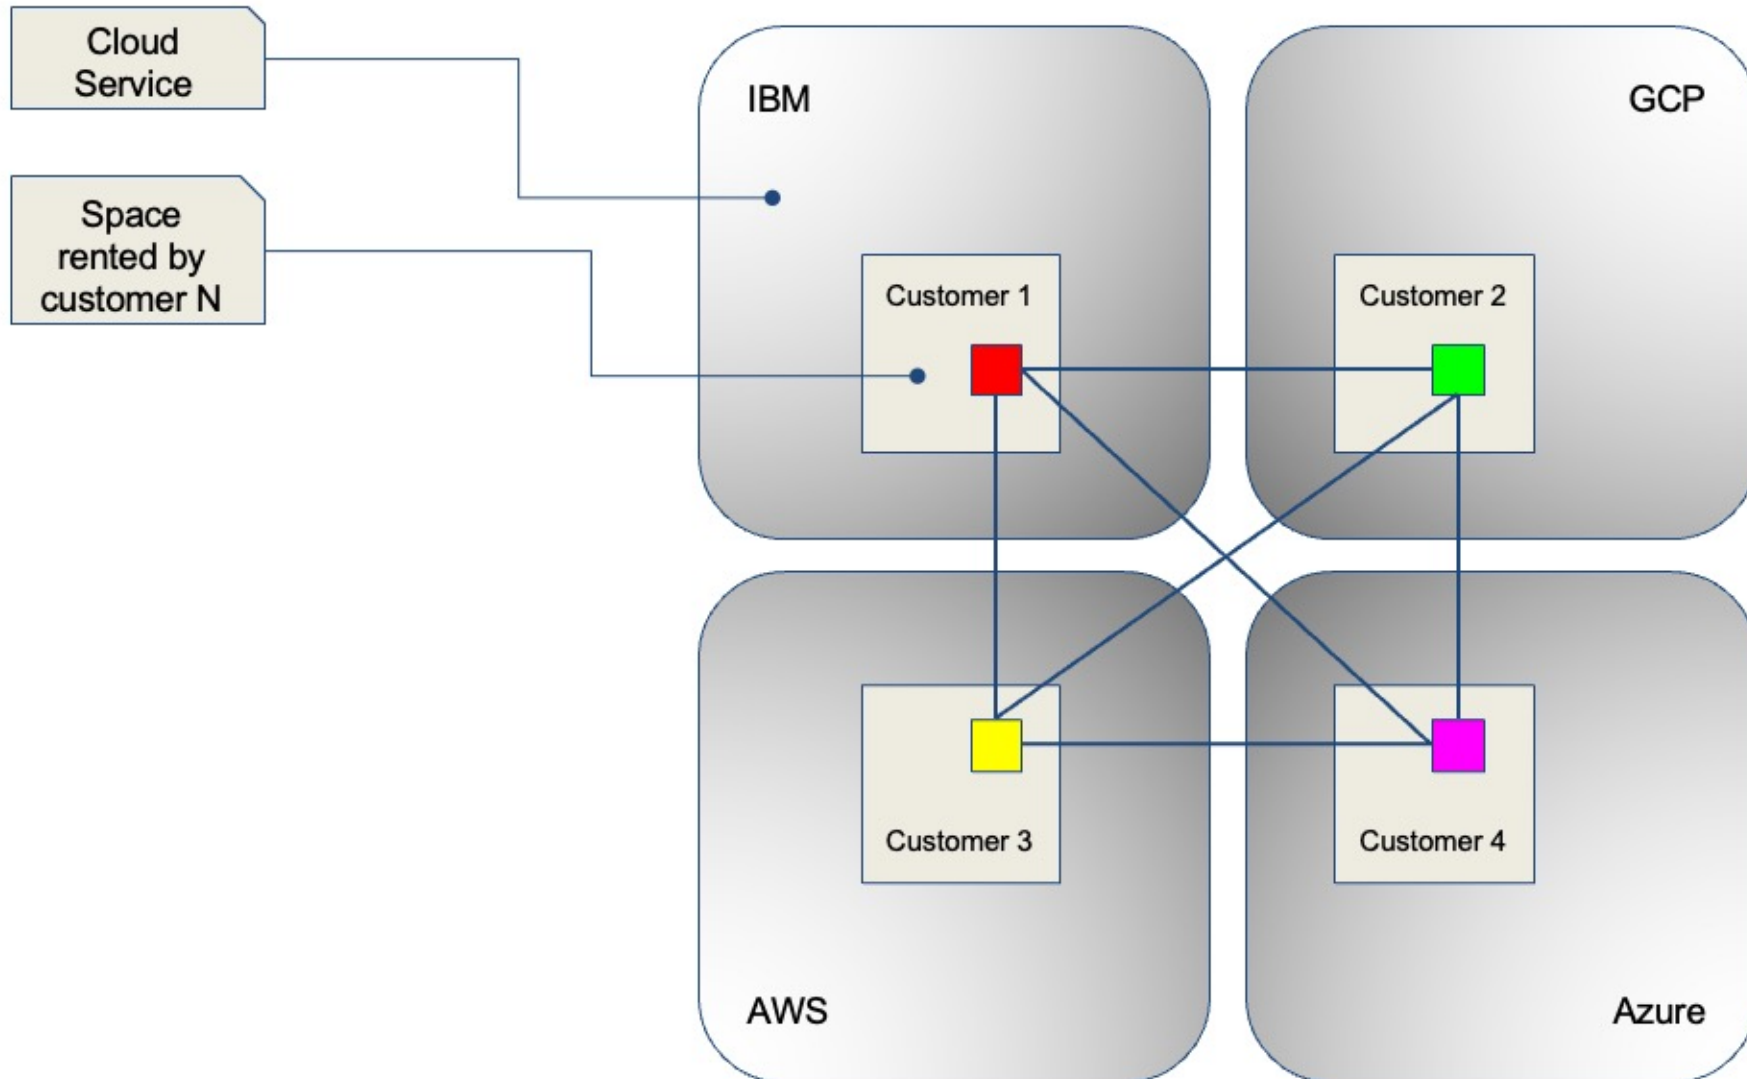 Cloud
Service
Space
rented by
customer N
IBM
GCP
Customer 1
Customer 2
Customer 3
Customer 4
AWS
Azure